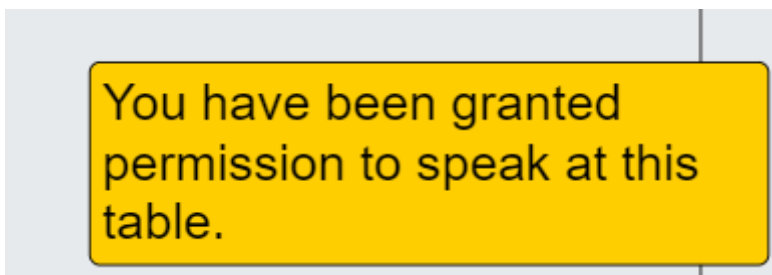 You have been granted
permission to speak at this
table.